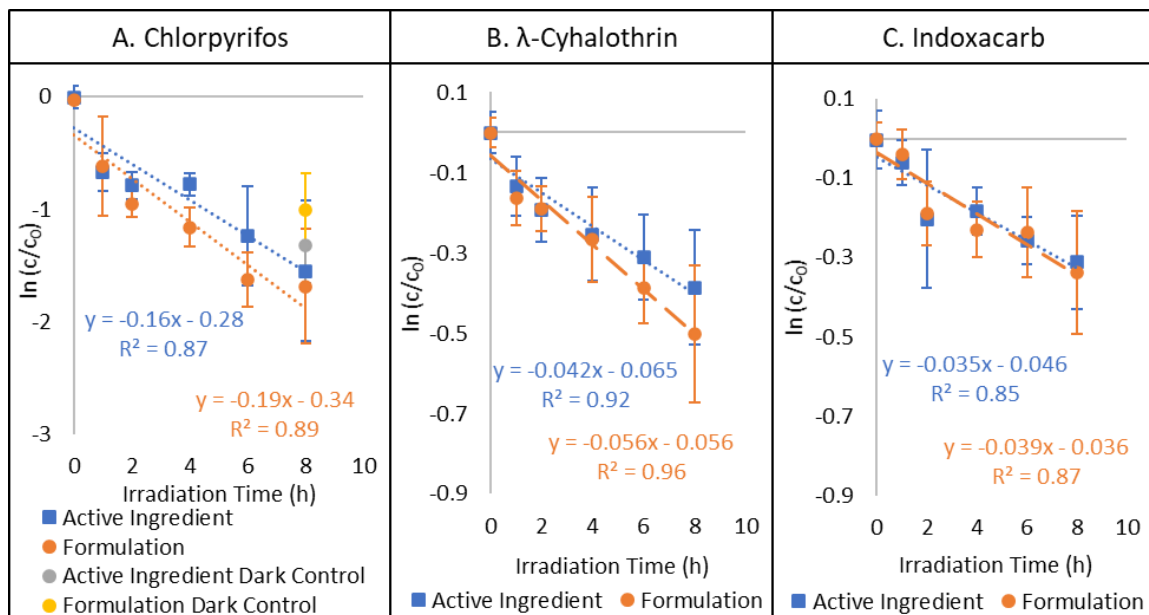 A. Chlorpyrifos
B. λ-Cyhalothrin
C. Indoxacarb
0
-1
-2
-3
ln (c/c₀)
y = -0.16x - 0.28
R² = 0.87
y = -0.19x - 0.34
R² = 0.89
0 2 4 6 8 10
Irradiation Time (h)
Active Ingredient
Formulation
Active Ingredient Dark Control
Formulation Dark Control
0.1
-0.1
-0.3
-0.5
-0.7
-0.9
ln (c/c₀)
y = -0.042x - 0.065
R² = 0.92
y = -0.056x - 0.056
R² = 0.96
0 2 4 6 8 10
Irradiation Time (h)
Active Ingredient Formulation
0.1
-0.1
-0.3
-0.5
-0.7
-0.9
ln (c/c₀)
y = -0.035x - 0.046
R² = 0.85
y = -0.039x - 0.036
R² = 0.87
0 2 4 6 8 10
Irradiation Time (h)
Active Ingredient Formulation